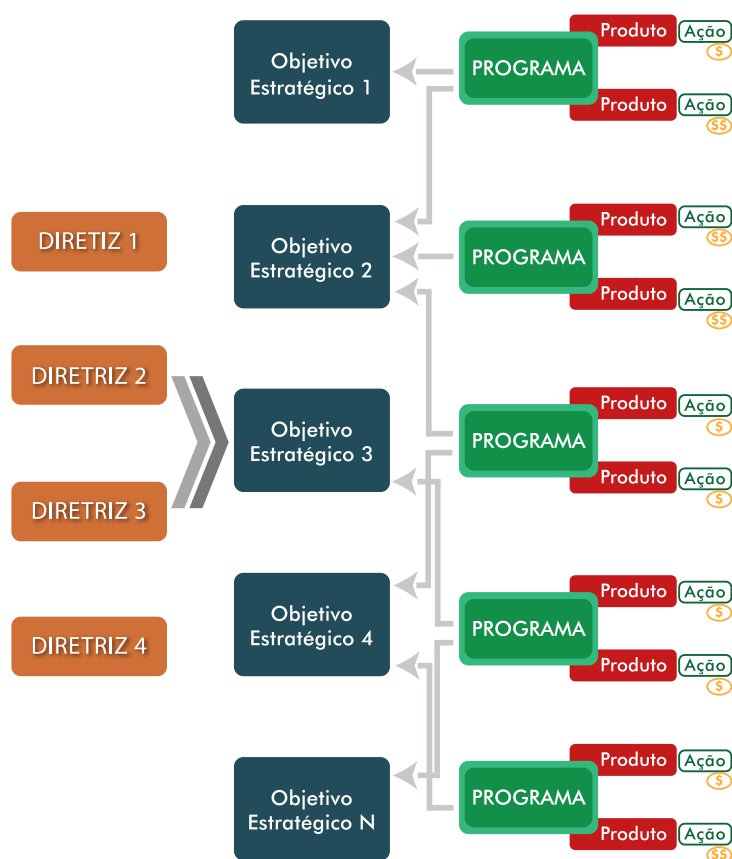 DIRETIZ 1
DIRETRIZ 2
DIRETRIZ 3
DIRETRIZ 4
Objetivo
Estratégico 1
Objetivo
Estratégico 2
Objetivo
Estratégico 3
Objetivo
Estratégico 4
Objetivo
Estratégico N
PROGRAMA
Produto
Ação
$
Produto
Ação
$$
PROGRAMA
Produto
Ação
$$
Produto
Ação
$$
PROGRAMA
Produto
Ação
$
Produto
Ação
$
PROGRAMA
Produto
Ação
$
Produto
Ação
$
PROGRAMA
Produto
Ação
$
Produto
Ação
$$